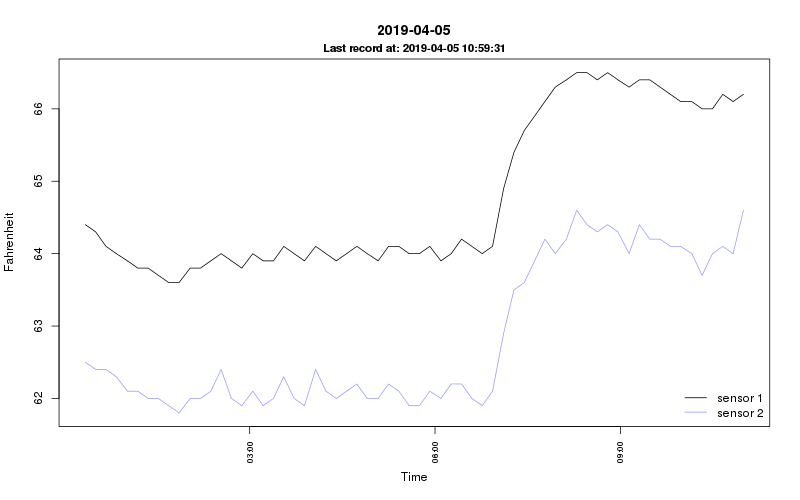 2019-04-05
Last record at: 2019-04-05 10:59:31
Fahrenheit
66
65
64
63
62
sensor 1
sensor 2
03:00
06:00
09:00
Time